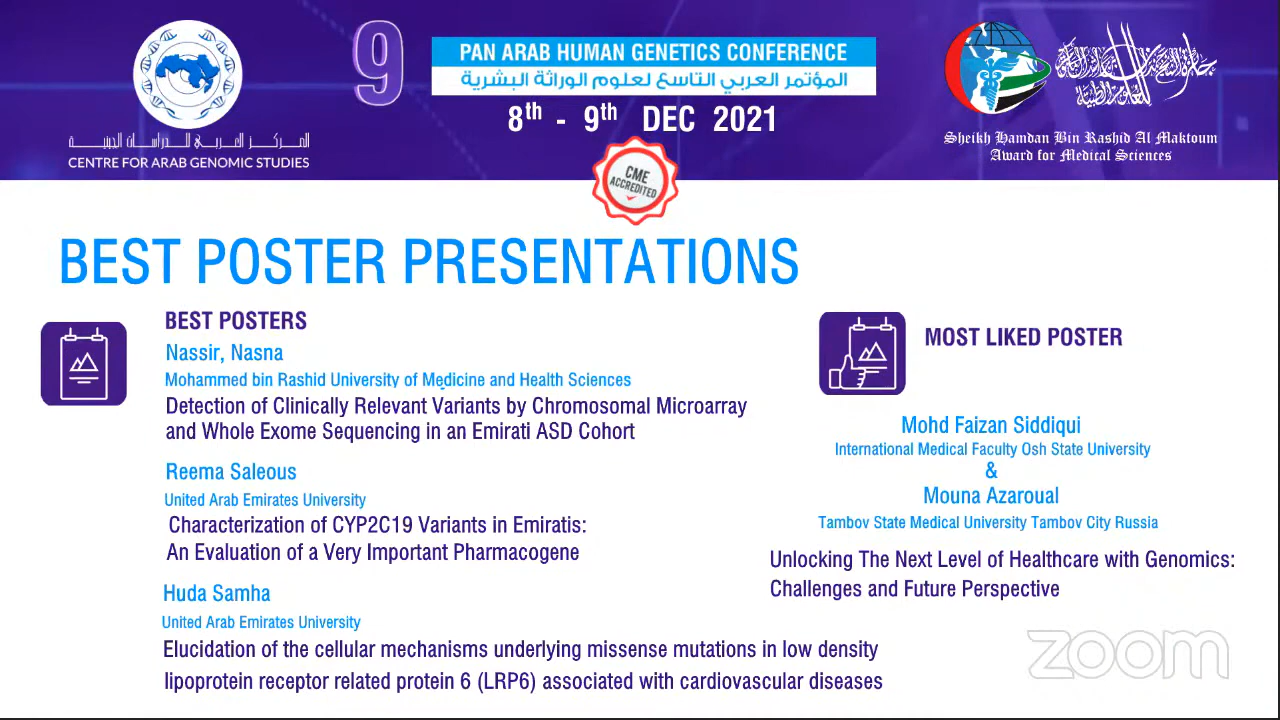 المركز العربي للدراسات الجينية
CENTRE FOR ARAB GENOMIC STUDIES
9
PAN ARAB HUMAN GENETICS CONFERENCE
المؤتمر العربي التاسع لعلوم الوراثة البشرية
8th - 9th DEC 2021
CME
ACCREDITED
Sheikh Hamdan Bin Rashid Al Maktoum
Award for Medical Sciences
BEST POSTER PRESENTATIONS
BEST POSTERS
Nassir, Nasna
Mohammed bin Rashid University of Medicine and Health Sciences
Detection of Clinically Relevant Variants by Chromosomal Microarray
and Whole Exome Sequencing in an Emirati ASD Cohort
Reema Saleous
United Arab Emirates University
Characterization of CYP2C19 Variants in Emiratis:
An Evaluation of a Very Important Pharmacogene
Huda Samha
United Arab Emirates University
Elucidation of the cellular mechanisms underlying missense mutations in low density
lipoprotein receptor related protein 6 (LRP6) associated with cardiovascular diseases
MOST LIKED POSTER
Mohd Faizan Siddiqui
International Medical Faculty Osh State University
&
Mouna Azaroual
Tambov State Medical University Tambov City Russia
Unlocking The Next Level of Healthcare with Genomics:
Challenges and Future Perspective
zoom